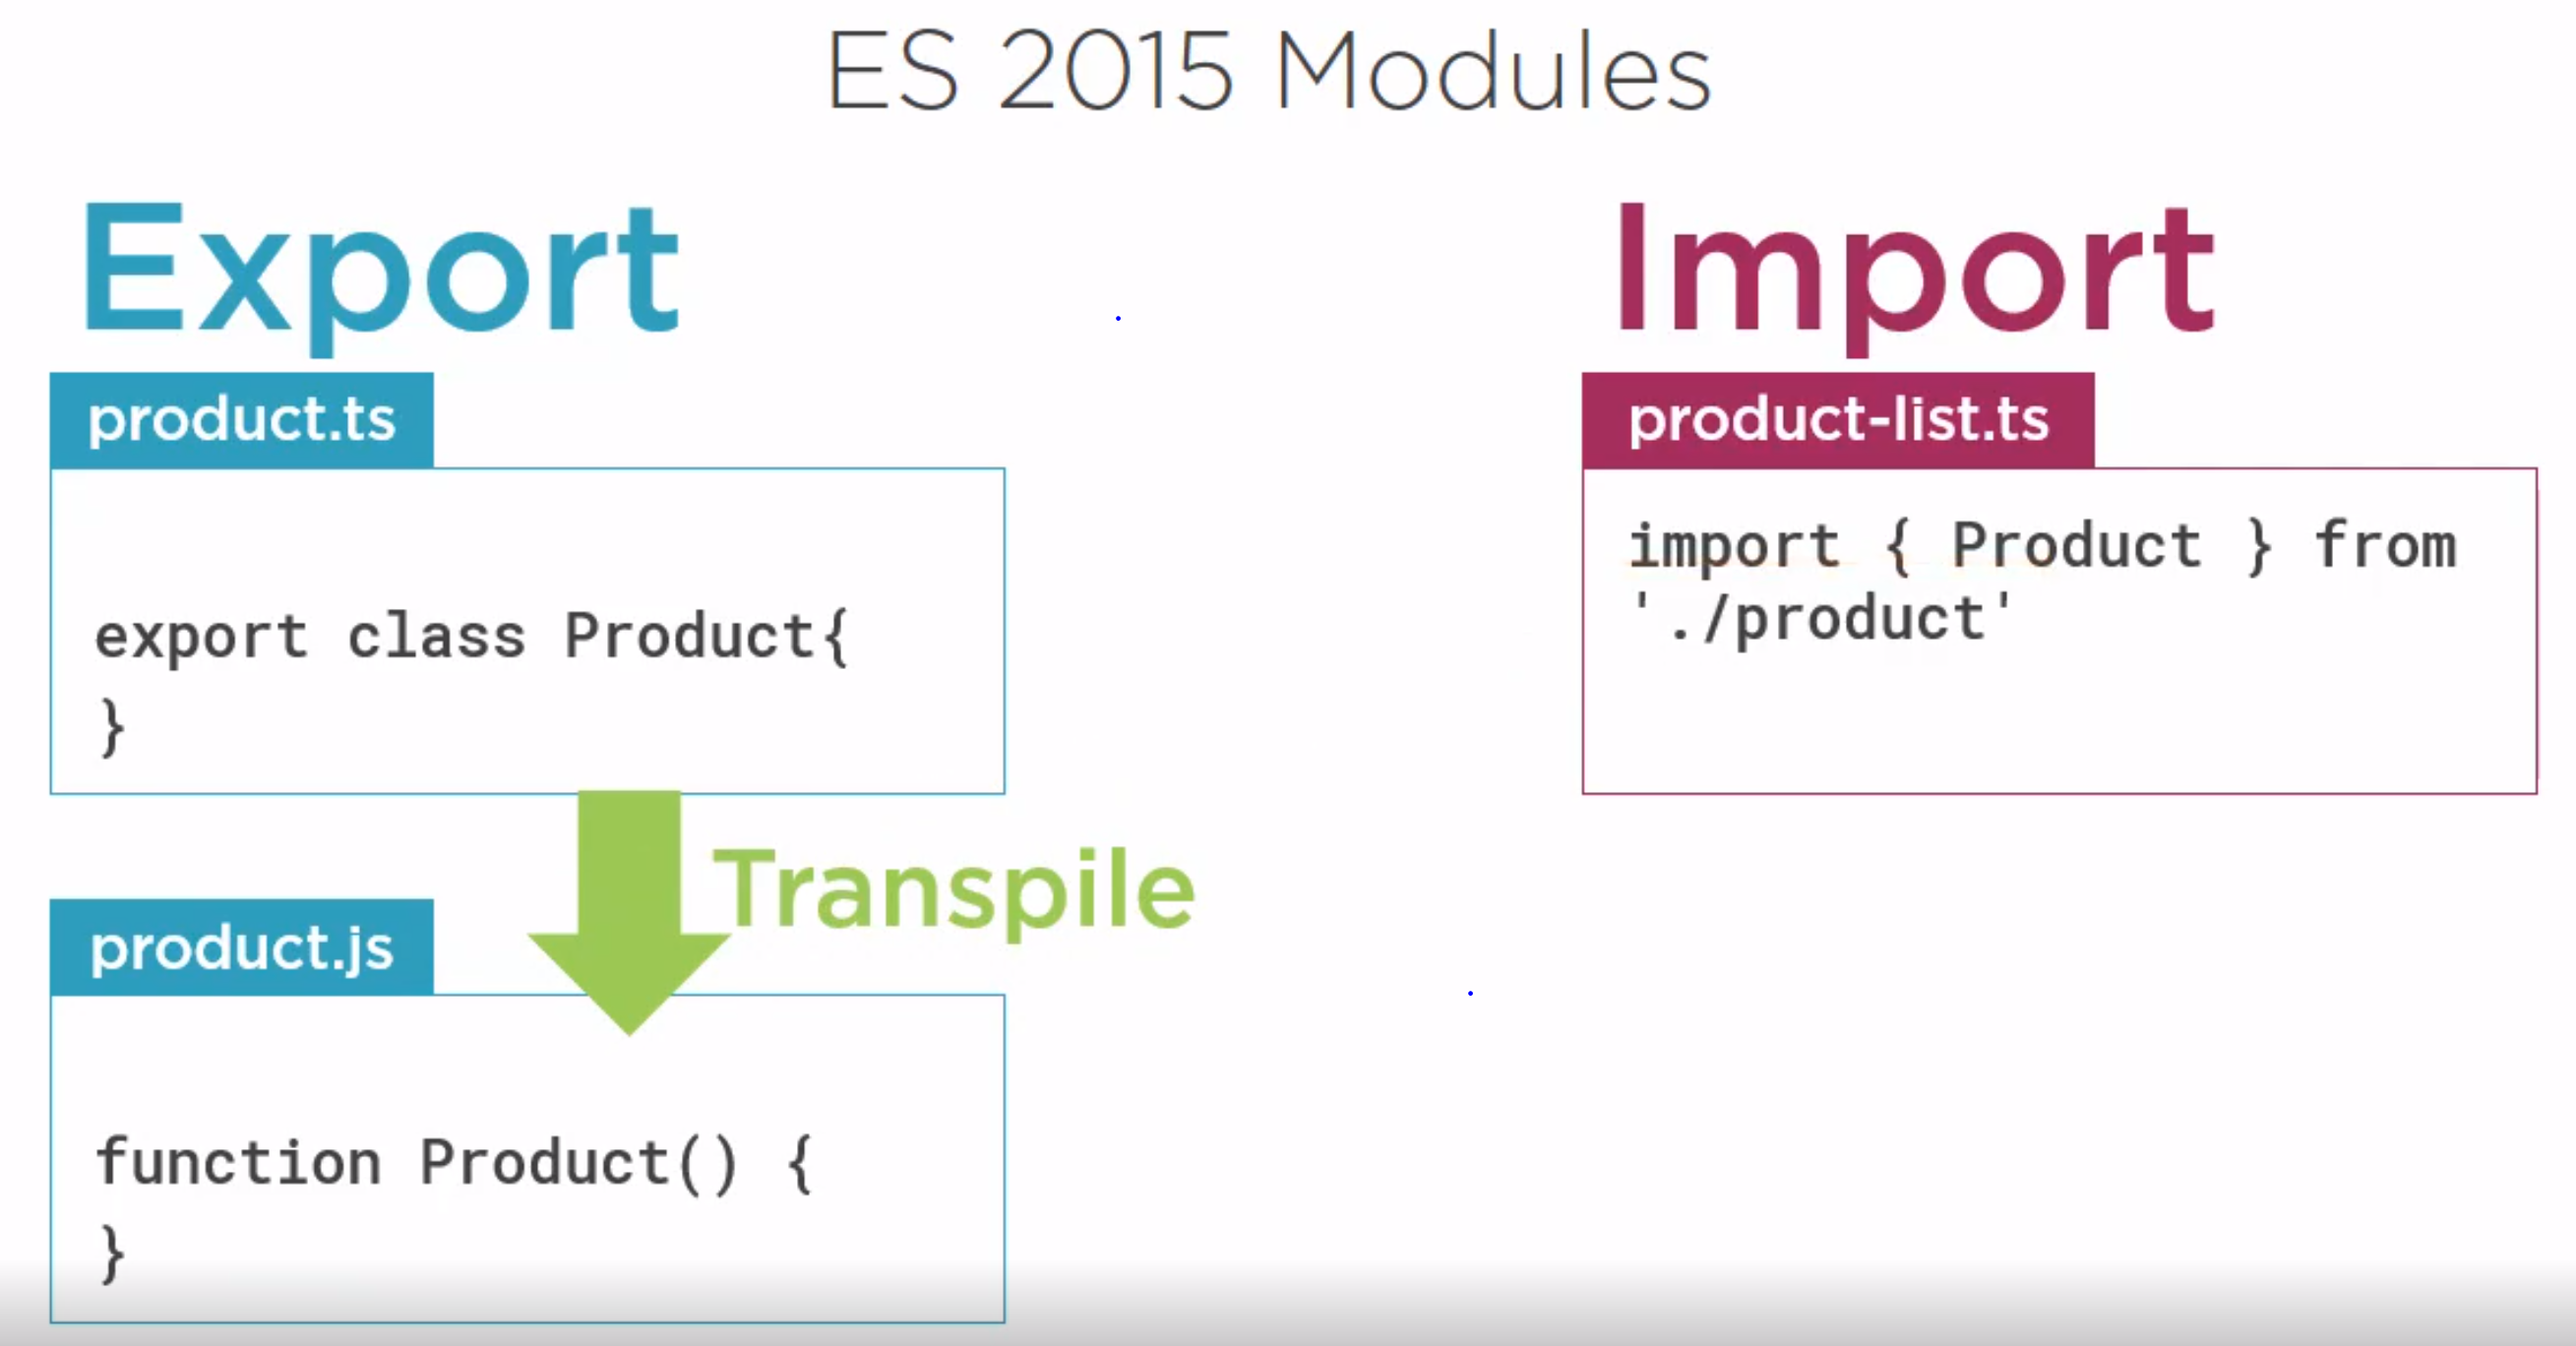 ES 2015 Modules
Export
product.ts
export class Product{
}
Transpile
product.js
function Product() {
}
Import
product-list.ts
import { Product } from
'./product'